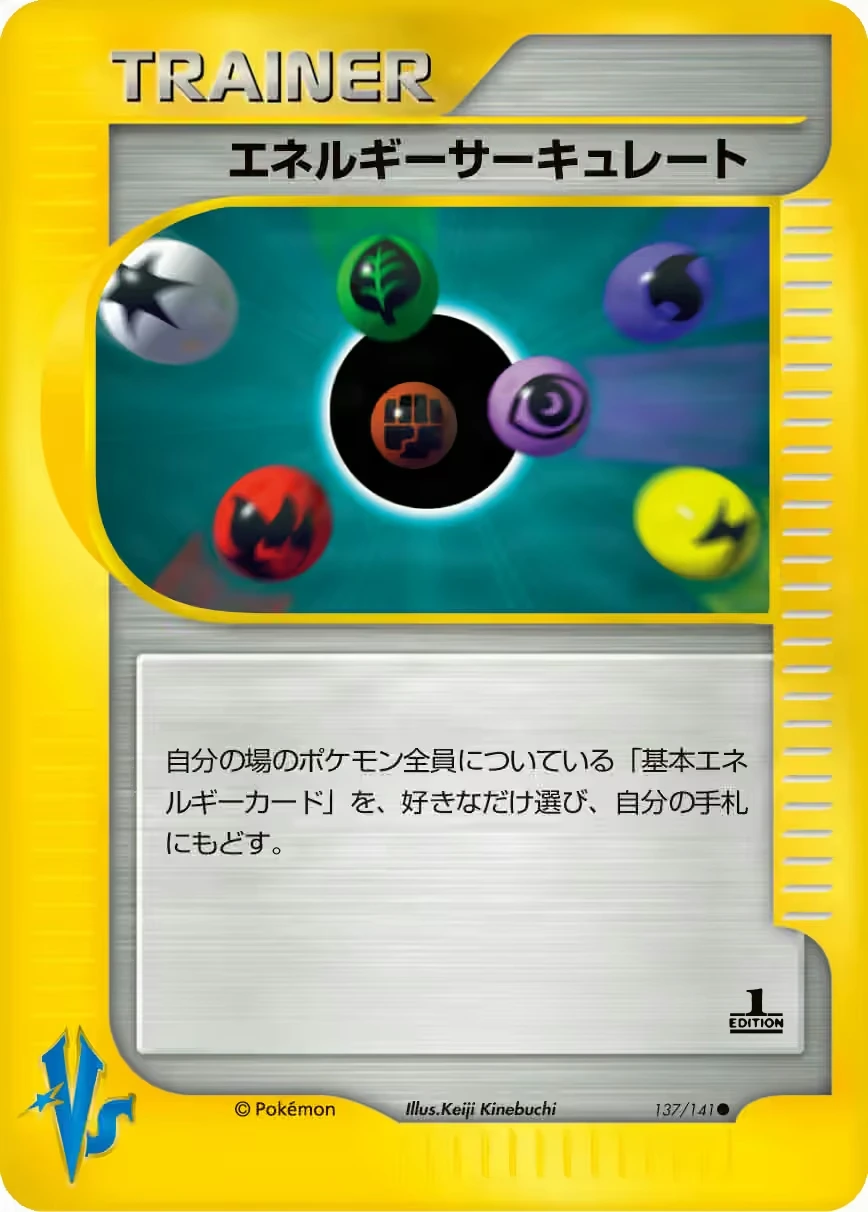 TRAINER
エネルギーサーキュレート
自分の場のポケモン全員についている「基本エネ
ルギーカード」を、好きなだけ選び、自分の手札
にもどす。
1
EDITION
VS
© Pokémon
Illus.Keiji Kinebuchi
137/141●